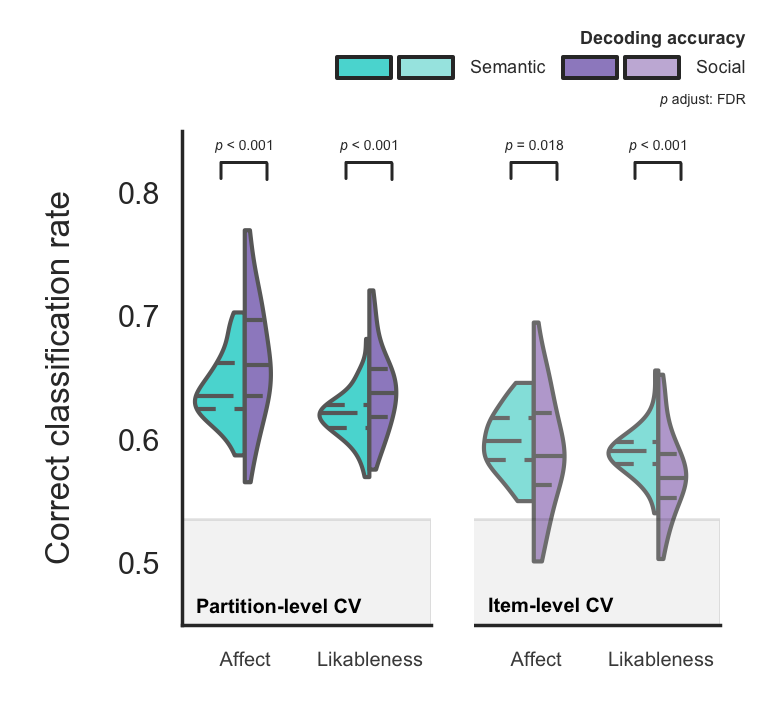 Decoding accuracy
Semantic Social
p adjust: FDR
p < 0.001 p < 0.001 p = 0.018 p < 0.001
Correct classification rate
0.8
0.7
0.6
0.5
Partition-level CV Item-level CV
Affect Likableness Affect Likableness